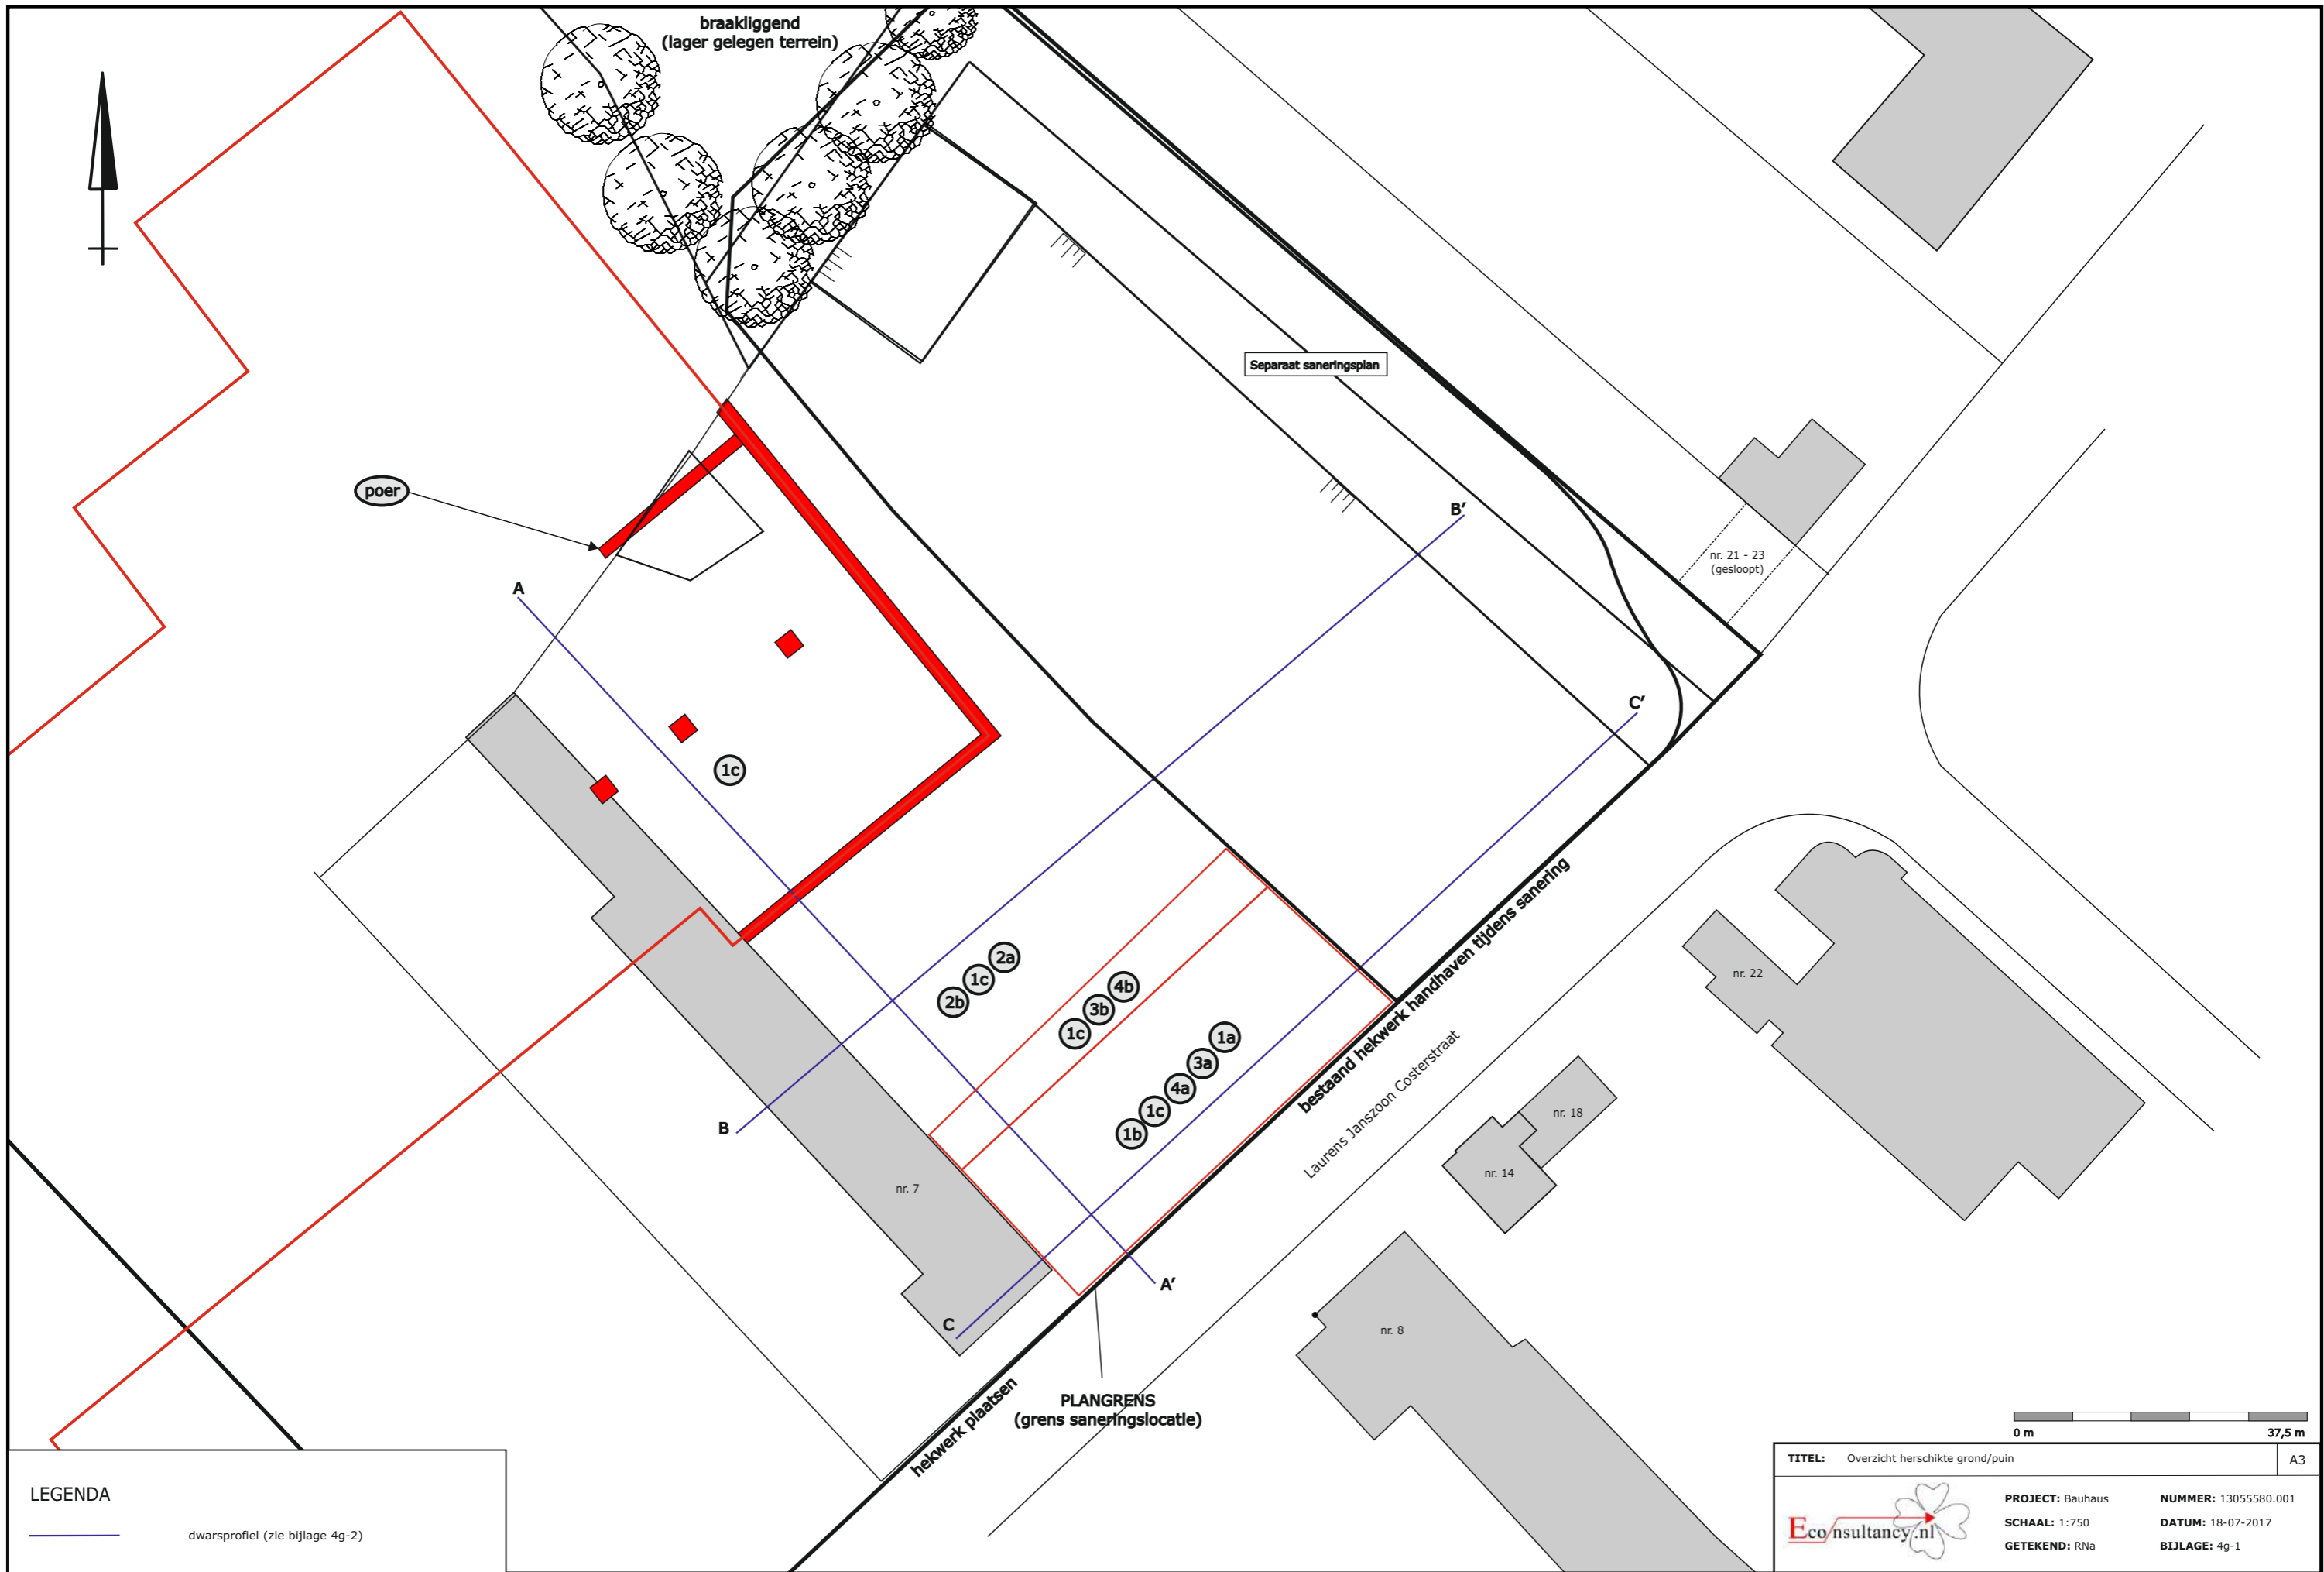 braakliggend
(lager gelegen terrein)
Separaat saneringsplan
poer
B'
nr. 21 - 23
(gesloopt)
A
C'
1c
2a
1c
2b
4b
3b
1c
1a
3a
4a
1c
1b
bestaand hekwerk handhaven tijdens sanering
Laurens Janszoon Costerstraat
nr. 22
nr. 18
nr. 14
B
nr. 7
A'
C
nr. 8
PLANGRENS
(grens saneringslocatie)
hekwerk plaatsen
0 m 37,5 m
LEGENDA
dwarsprofiel (zie bijlage 4g-2)
TITEL: Overzicht herschikte grond/puin A3
Econsultancy.nl
PROJECT: Bauhaus NUMMER: 13055580.001
SCHAAL: 1:750 DATUM: 18-07-2017
GETEKEND: RNa BIJLAGE: 4g-1